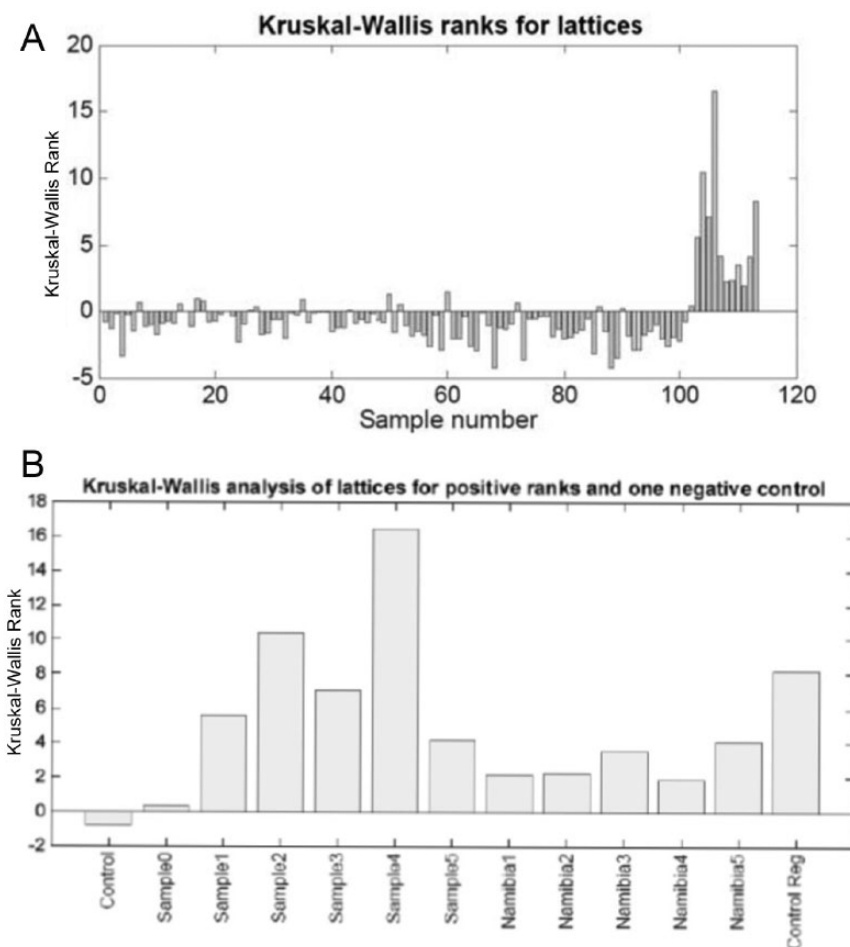 A
Kruskal-Wallis ranks for lattices
20
15
10
5
0
-5
Kruskal-Wallis Rank
0 20 40 60 80 100 120
Sample number
B
Kruskal-Wallis analysis of lattices for positive ranks and one negative control
18
16
14
12
10
8
6
4
2
0
-2
Kruskal-Wallis Rank
Control
Sample0
Sample1
Sample2
Sample3
Sample4
Sample5
Namibia1
Namibia2
Namibia3
Namibia4
Namibia5
Control Reg